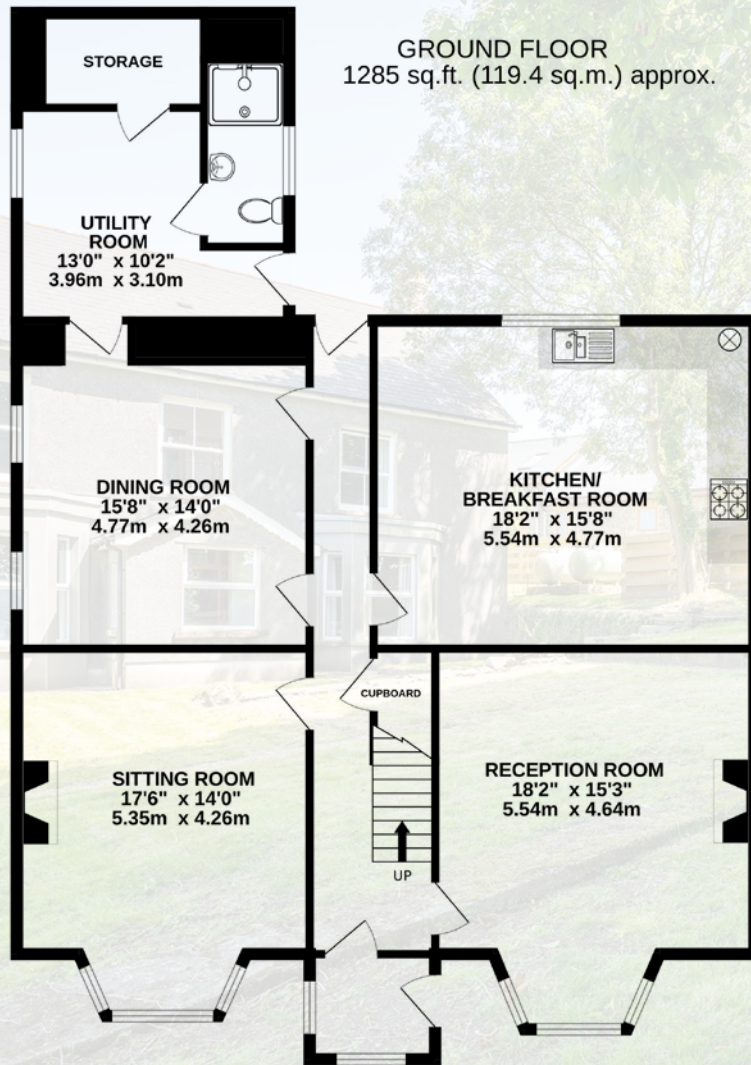 GROUND FLOOR
1285 sq.ft. (119.4 sq.m.) approx.
STORAGE
UTILITY
ROOM
13'0" x 10'2"
3.96m x 3.10m
DINING ROOM
15'8" x 14'0"
4.77m x 4.26m
KITCHEN/
BREAKFAST ROOM
18'2" x 15'8"
5.54m x 4.77m
CUPBOARD
SITTING ROOM
17'6" x 14'0"
5.35m x 4.26m
RECEPTION ROOM
18'2" x 15'3"
5.54m x 4.64m
UP